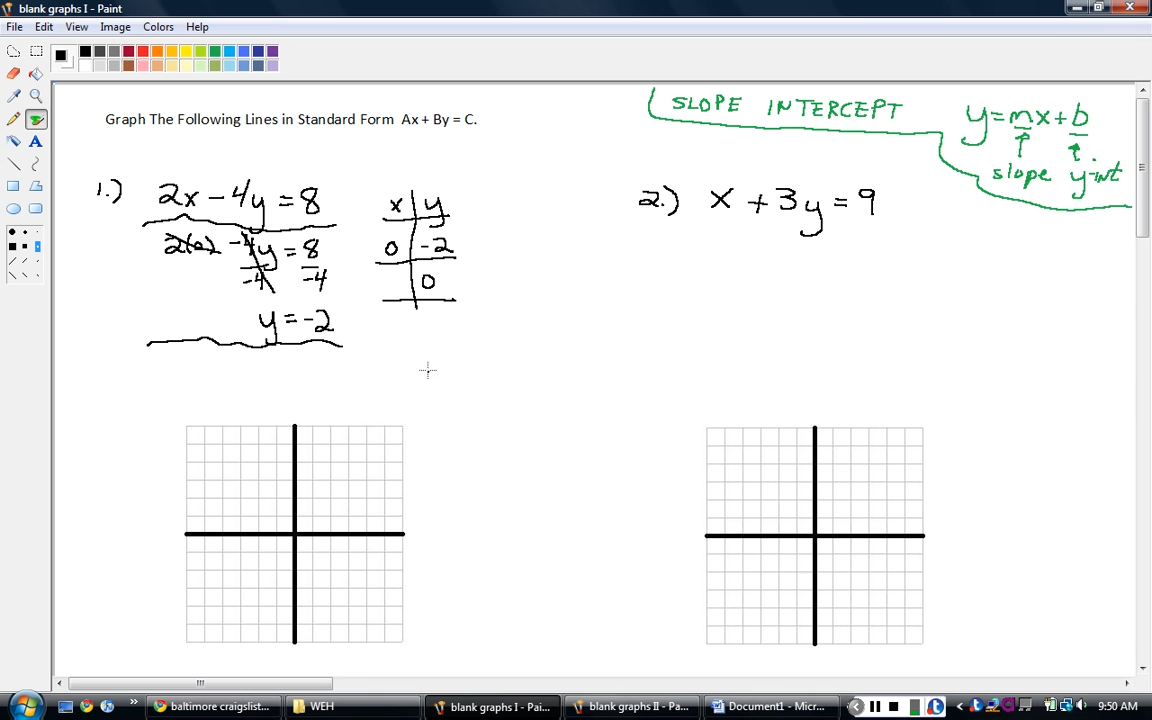 blank graphs I - Paint
File Edit View Image Colors Help
Graph The Following Lines in Standard Form Ax + By = C.
SLOPE INTERCEPT
y = mx + b
slope y-int
1.) 2x - 4y = 8
2(0) - 4y = 8
-4 -4
y = -2
x y
0 -2
0
2.) x + 3y = 9
baltimore craigslist...
WEH
blank graphs I - Pai...
blank graphs II - Pa...
Document1 - Micr...
9:50 AM